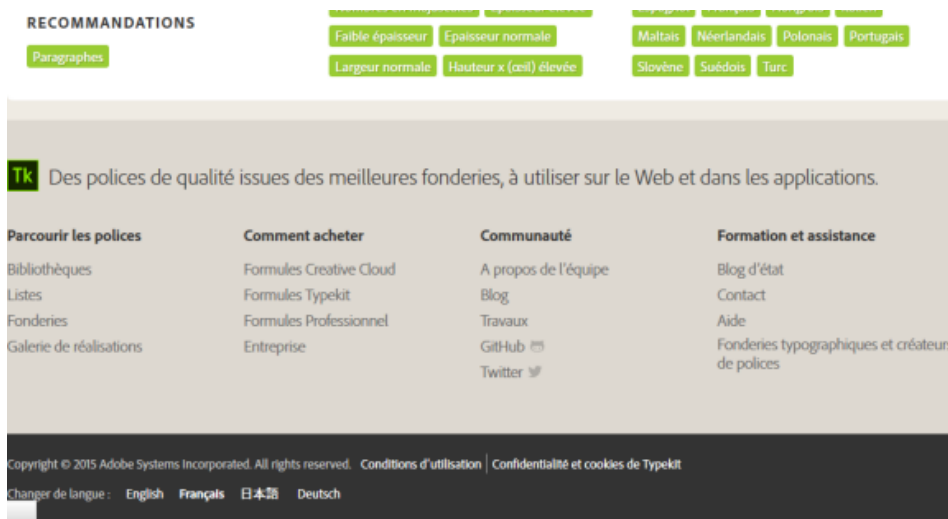 RECOMMANDATIONS
Paragraphes
Faible épaisseur Epaisseur normale
Largeur normale Hauteur x (œil) élevée
Maltais Néerlandais Polonais Portugais
Slovène Suédois Turc
Tk Des polices de qualité issues des meilleures fonderies, à utiliser sur le Web et dans les applications.
Parcourir les polices
Bibliothèques
Listes
Fonderies
Galerie de réalisations
Comment acheter
Formules Creative Cloud
Formules Typekit
Formules Professionnel
Entreprise
Communauté
A propos de l'équipe
Blog
Travaux
GitHub
Twitter
Formation et assistance
Blog d'état
Contact
Aide
Fonderies typographiques et créateurs
de polices
Copyright © 2015 Adobe Systems Incorporated. All rights reserved. Conditions d'utilisation | Confidentialité et cookies de Typekit
Changer de langue : English Français 日本語 Deutsch